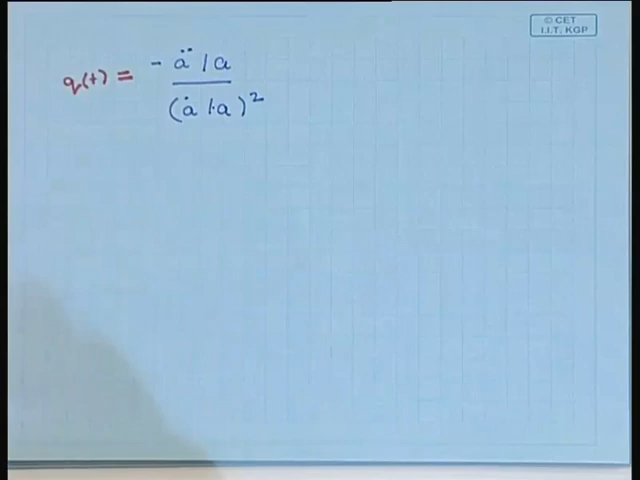 © CET
I.I.T. KGP
q(t) = - ä / a
(ȧ / a)²